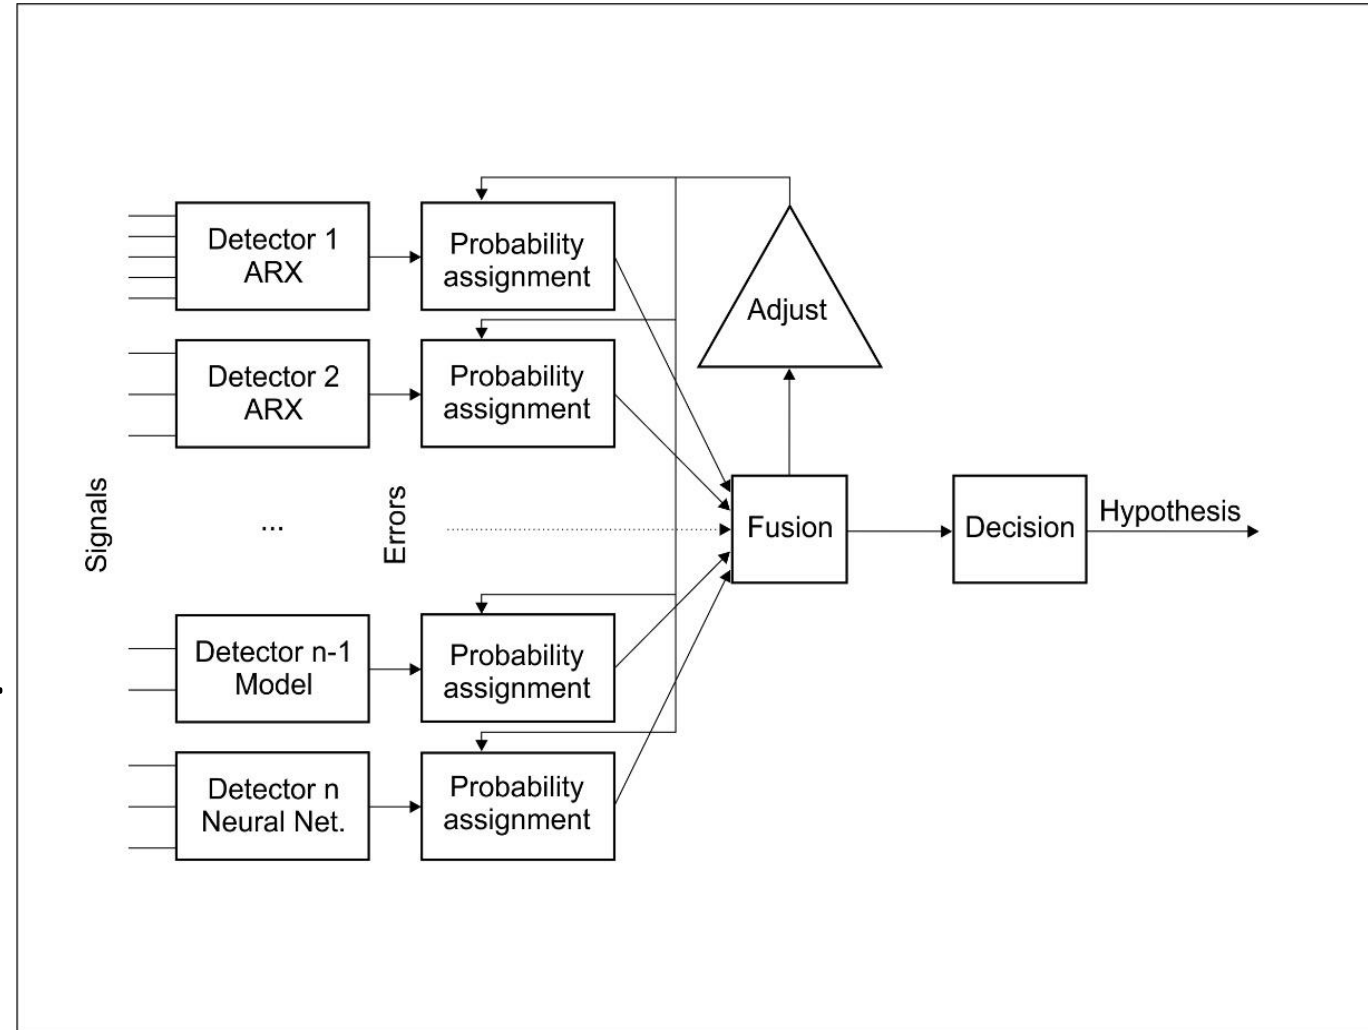 Detector 1
ARX
Probability
assignment
Adjust
Detector 2
ARX
Probability
assignment
Signals
...
Errors
Fusion
Decision
Hypothesis
Detector n-1
Model
Probability
assignment
Detector n
Neural Net.
Probability
assignment